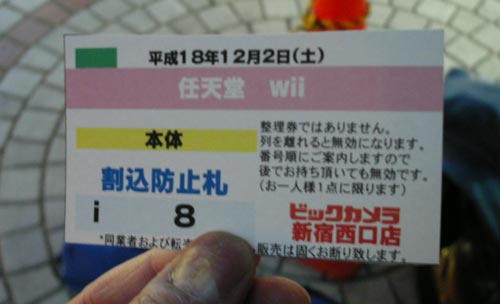 平成18年12月2日(土)
任天堂 wii
本体
割込防止札
i 8
整理券ではありません。
列を離れると無効になります。
番号順にご案内しますので
後でお持ち頂いても無効です。
(お一人様1点に限ります)
ビックカメラ
新宿西口店
*同業者および転売 販売は固くお断り致します。